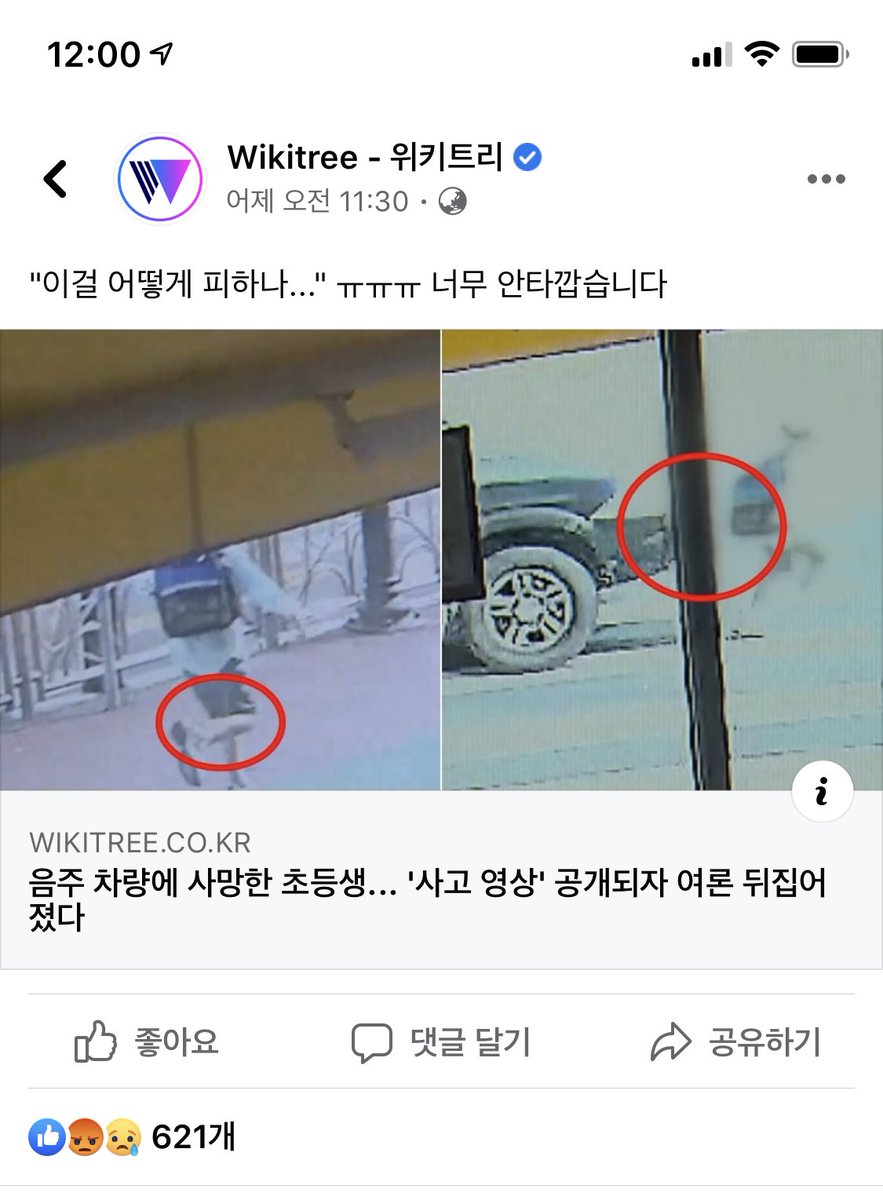 12:00
Wikitree - 위키트리
어제 오전 11:30 ·
"이걸 어떻게 피하나..." ㅠㅠㅠ 너무 안타깝습니다
WIKITREE.CO.KR
음주 차량에 사망한 초등생... '사고 영상' 공개되자 여론 뒤집어
졌다
좋아요
댓글 달기
공유하기
621개